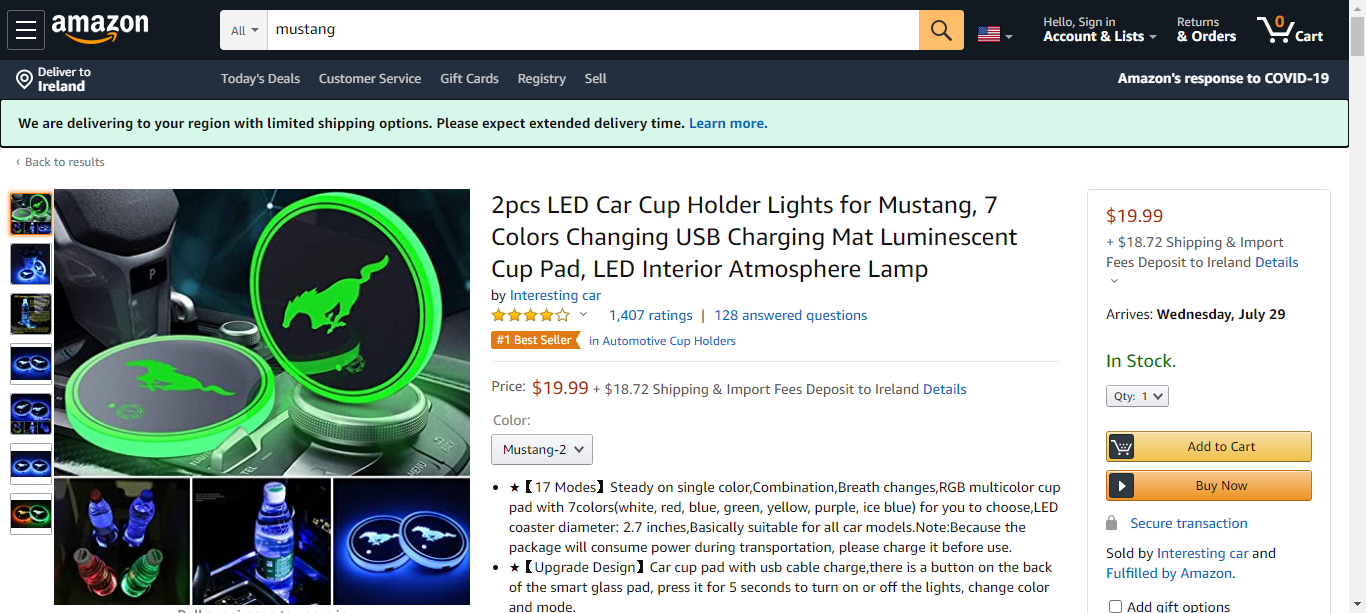 amazon
All
mustang
Hello, Sign in
Account & Lists
Returns
& Orders
0
Cart
Deliver to
Ireland
Today's Deals
Customer Service
Gift Cards
Registry
Sell
Amazon's response to COVID-19
We are delivering to your region with limited shipping options. Please expect extended delivery time. Learn more.
‹ Back to results
P
MENU
2pcs LED Car Cup Holder Lights for Mustang, 7
Colors Changing USB Charging Mat Luminescent
Cup Pad, LED Interior Atmosphere Lamp
by Interesting car
1,407 ratings | 128 answered questions
#1 Best Seller in Automotive Cup Holders
Price: $19.99 + $18.72 Shipping & Import Fees Deposit to Ireland Details
Color:
Mustang-2
• ★【17 Modes】Steady on single color,Combination,Breath changes,RGB multicolor cup
pad with 7colors(white, red, blue, green, yellow, purple, ice blue) for you to choose,LED
coaster diameter: 2.7 inches,Basically suitable for all car models.Note:Because the
package will consume power during transportation, please charge it before use.
• ★【Upgrade Design】Car cup pad with usb cable charge,there is a button on the back
of the smart glass pad, press it for 5 seconds to turn on or off the lights, change color
and mode.
$19.99
+ $18.72 Shipping & Import
Fees Deposit to Ireland Details
Arrives: Wednesday, July 29
In Stock.
Qty: 1
Add to Cart
Buy Now
Secure transaction
Sold by Interesting car and
Fulfilled by Amazon.
Add gift options